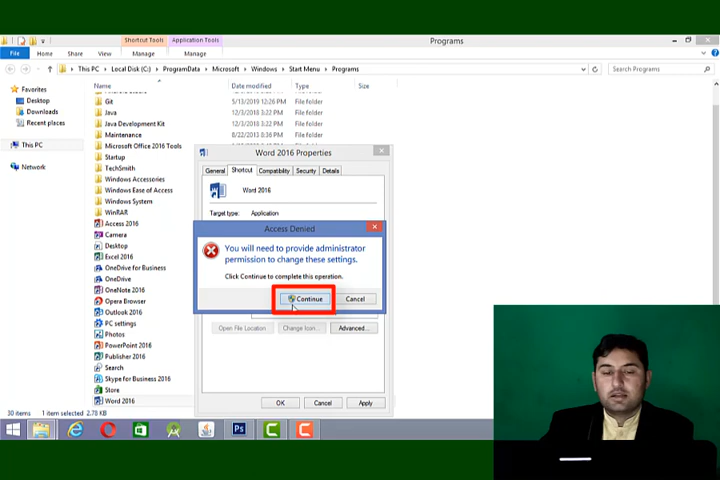 Shortcut Tools
Application Tools
Programs
File
Home
Share
View
Manage
Manage
This PC
Local Disk (C:)
ProgramData
Microsoft
Windows
Start Menu
Programs
Search Programs
Favorites
Desktop
Downloads
Recent places
This PC
Network
Name
Date modified
Type
Size
Git
5/13/2019 12:26 PM
File folder
Java
12/3/2018 3:22 PM
File folder
Java Development Kit
12/3/2018 3:22 PM
File folder
Maintenance
8/22/2013 8:36 PM
File folder
Microsoft Office 2016 Tools
Startup
TechSmith
Windows Accessories
Windows Ease of Access
Windows System
WinRAR
Access 2016
Camera
Desktop
Excel 2016
OneDrive for Business
OneDrive
OneNote 2016
Opera Browser
Outlook 2016
PC settings
Photos
PowerPoint 2016
Publisher 2016
Search
Skype for Business 2016
Store
Word 2016
30 items
1 item selected 2.78 KB
Word 2016 Properties
General
Shortcut
Compatibility
Security
Details
Word 2016
Target type:
Application
Access Denied
You will need to provide administrator
permission to change these settings.
Click Continue to complete this operation.
Continue
Cancel
Open File Location
Change Icon...
Advanced...
OK
Cancel
Apply
Ps